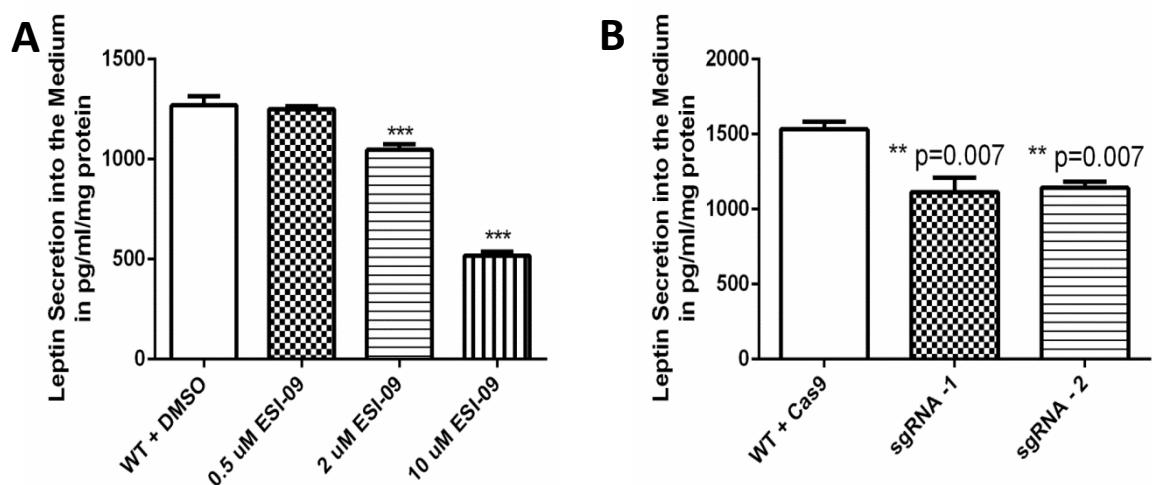 A
Leptin Secretion into the Medium
in pg/ml/mg protein
1500
1000
500
0
***
***
WT + DMSO
0.5 uM ESI-09
2 uM ESI-09
10 uM ESI-09
B
Leptin Secretion into the Medium
in pg/ml/mg protein
2000
1500
1000
500
0
** p=0.007
** p=0.007
WT + Cas9
sgRNA -1
sgRNA - 2